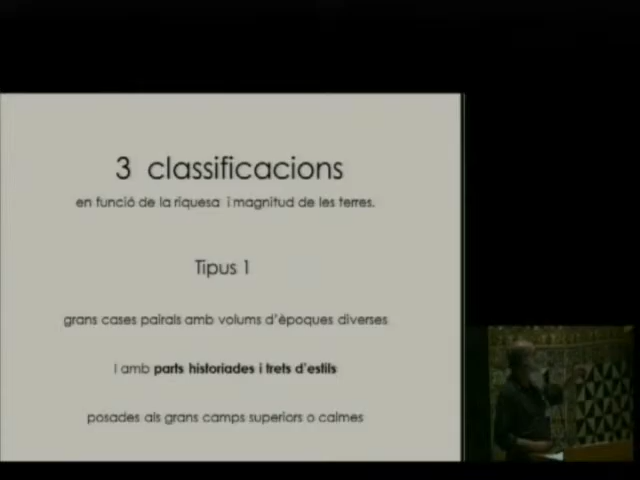 3 classificacions
en funció de la riquesa i magnitud de les terres.
Tipus 1
grans cases pairals amb volums d'èpoques diverses
I amb parts historiades i trets d'estils
posades als grans camps superiors o calmes